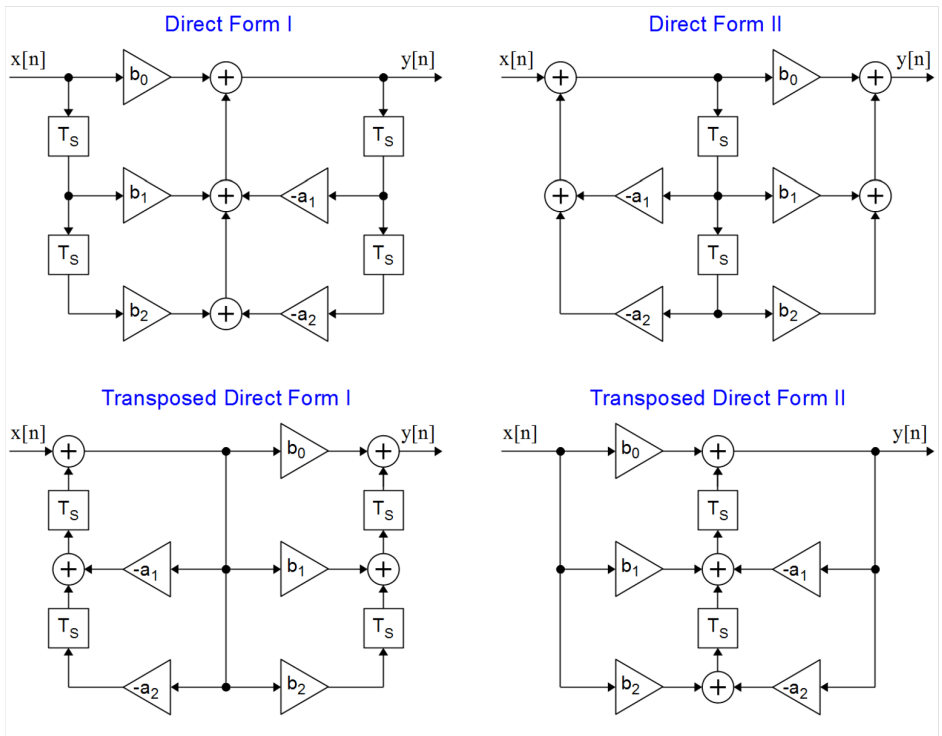 Direct Form I
x[n] b₀ + y[n]
Tₛ Tₛ
b₁ + -a₁
Tₛ Tₛ
b₂ + -a₂
Direct Form II
x[n] + b₀ + y[n]
Tₛ
+ -a₁ b₁ +
Tₛ
-a₂ b₂
Transposed Direct Form I
x[n] + b₀ + y[n]
Tₛ Tₛ
+ -a₁ b₁ +
Tₛ Tₛ
-a₂ b₂
Transposed Direct Form II
x[n] b₀ + y[n]
Tₛ
b₁ + -a₁
Tₛ
b₂ + -a₂